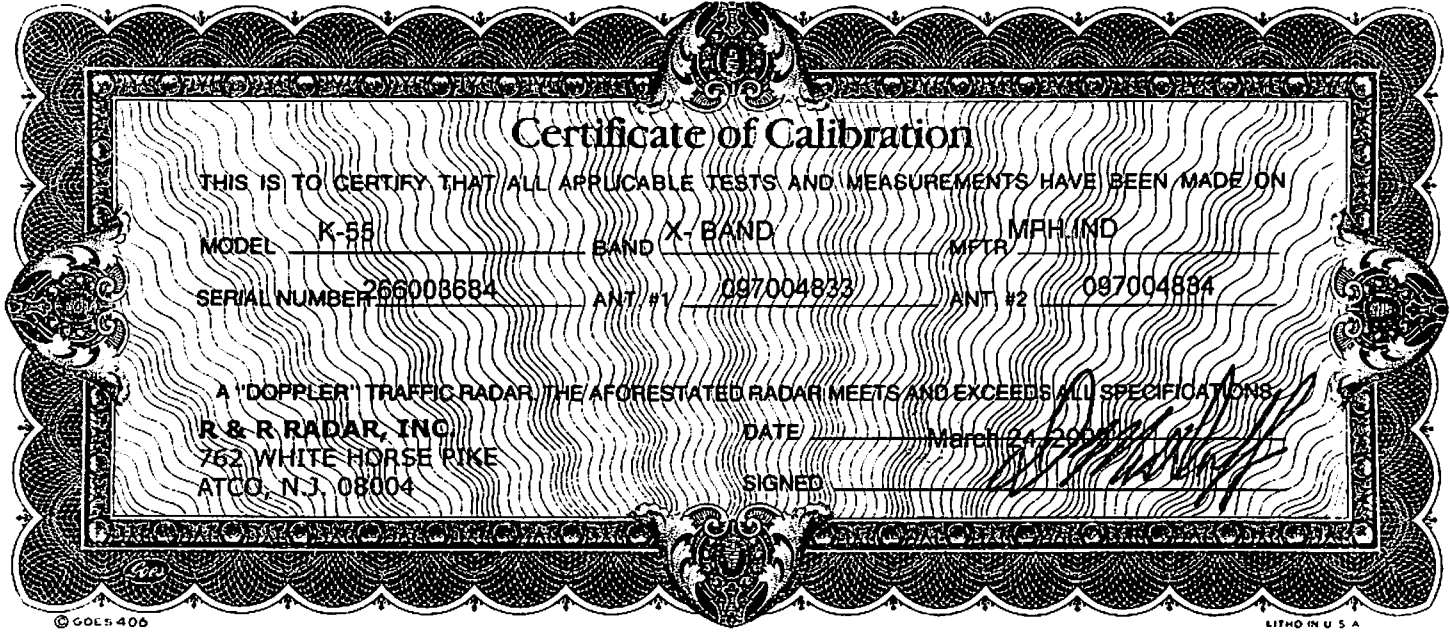 Certificate of Calibration
THIS IS TO CERTIFY THAT ALL APPLICABLE TESTS AND MEASUREMENTS HAVE BEEN MADE ON
MODEL K-55 BAND X- BAND MFTR MPH.IND
SERIAL NUMBER 266003684 ANT. #1 097004833 ANT. #2 097004834
A "DOPPLER" TRAFFIC RADAR, THE AFORESTATED RADAR MEETS AND EXCEEDS ALL SPECIFICATIONS.
R & R RADAR, INC.
762 WHITE HORSE PIKE
ATCO, N.J. 08004
DATE March 24,
SIGNED
Goes
© GOES 406
LITHO IN U S A